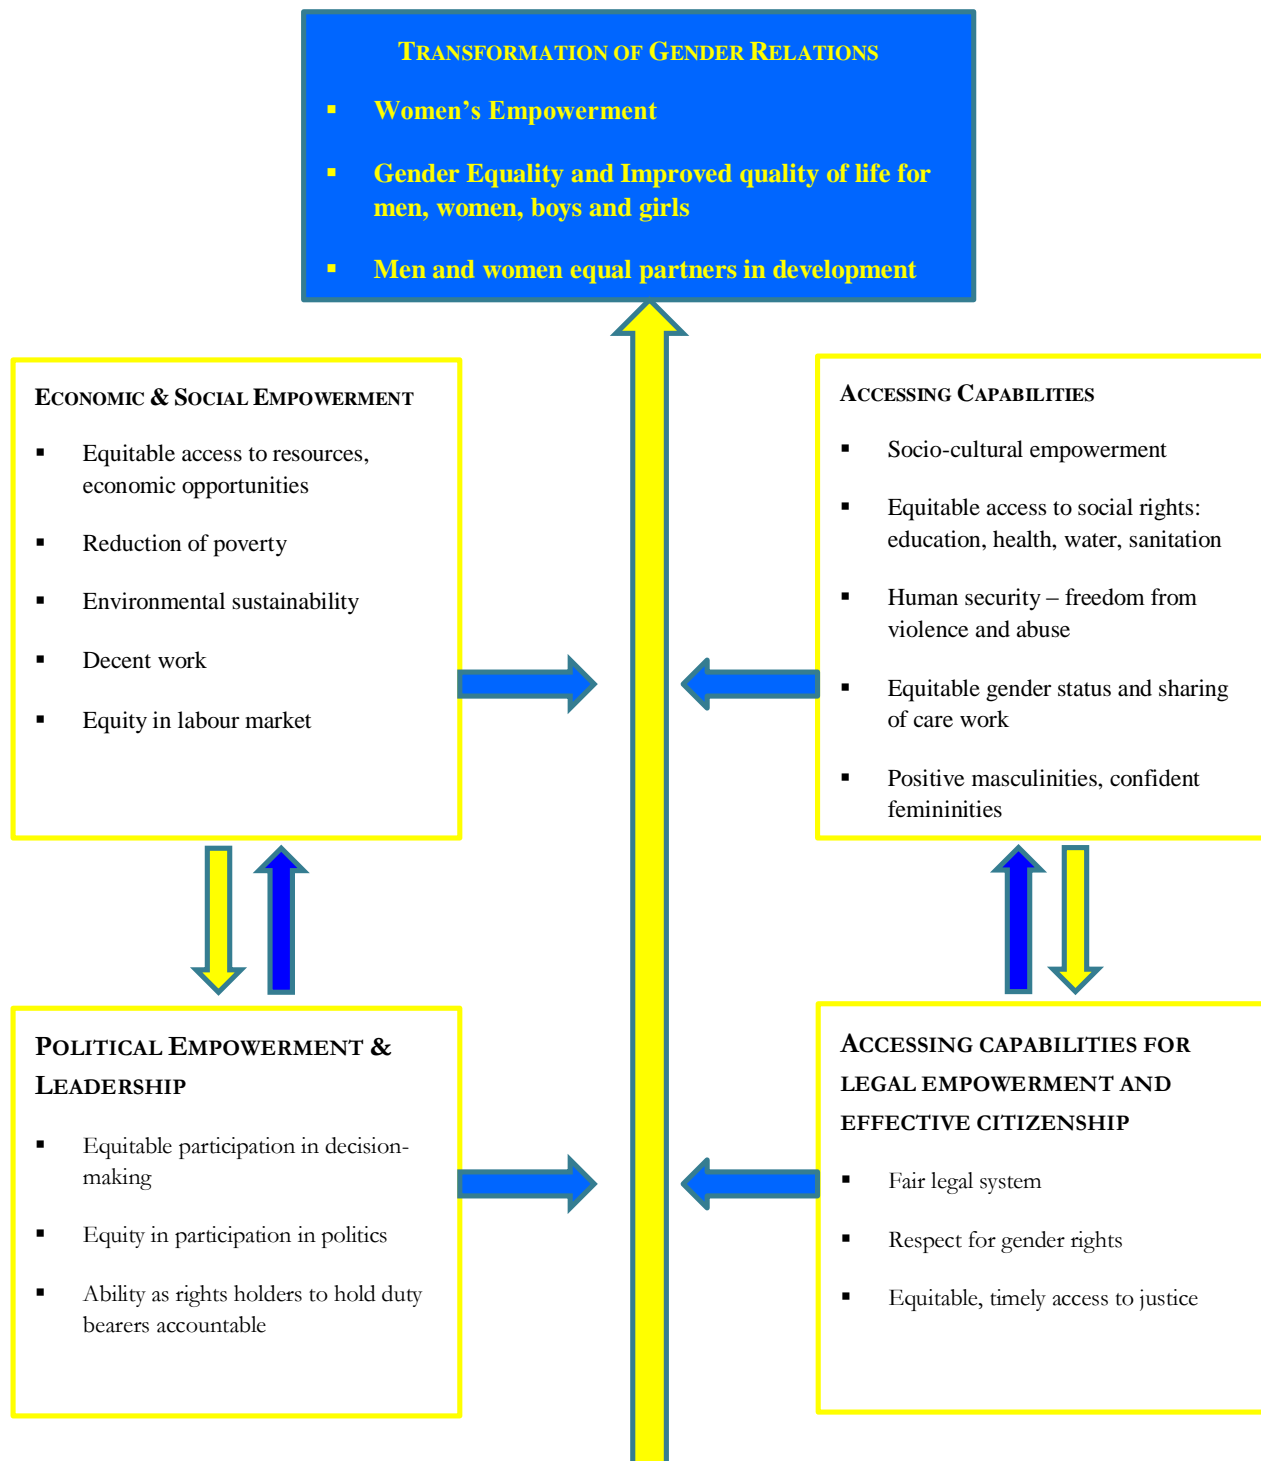 TRANSFORMATION OF GENDER RELATIONS
▪ Women’s Empowerment
▪ Gender Equality and Improved quality of life for
men, women, boys and girls
▪ Men and women equal partners in development
ECONOMIC & SOCIAL EMPOWERMENT
▪ Equitable access to resources,
economic opportunities
▪ Reduction of poverty
▪ Environmental sustainability
▪ Decent work
▪ Equity in labour market
ACCESSING CAPABILITIES
▪ Socio-cultural empowerment
▪ Equitable access to social rights:
education, health, water, sanitation
▪ Human security – freedom from
violence and abuse
▪ Equitable gender status and sharing
of care work
▪ Positive masculinities, confident
femininities
POLITICAL EMPOWERMENT &
LEADERSHIP
▪ Equitable participation in decision-
making
▪ Equity in participation in politics
▪ Ability as rights holders to hold duty
bearers accountable
ACCESSING CAPABILITIES FOR
LEGAL EMPOWERMENT AND
EFFECTIVE CITIZENSHIP
▪ Fair legal system
▪ Respect for gender rights
▪ Equitable, timely access to justice